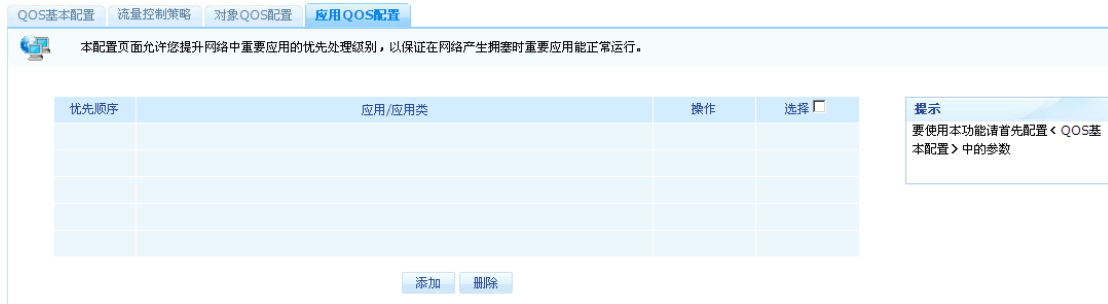 QOS基本配置 流量控制策略 对象QOS配置 应用QOS配置
本配置页面允许您提升网络中重要应用的优先处理级别，以保证在网络产生拥塞时重要应用能正常运行。
优先顺序 应用/应用类 操作 选择
提示
要使用本功能请首先配置< QOS基
本配置>中的参数
添加 删除